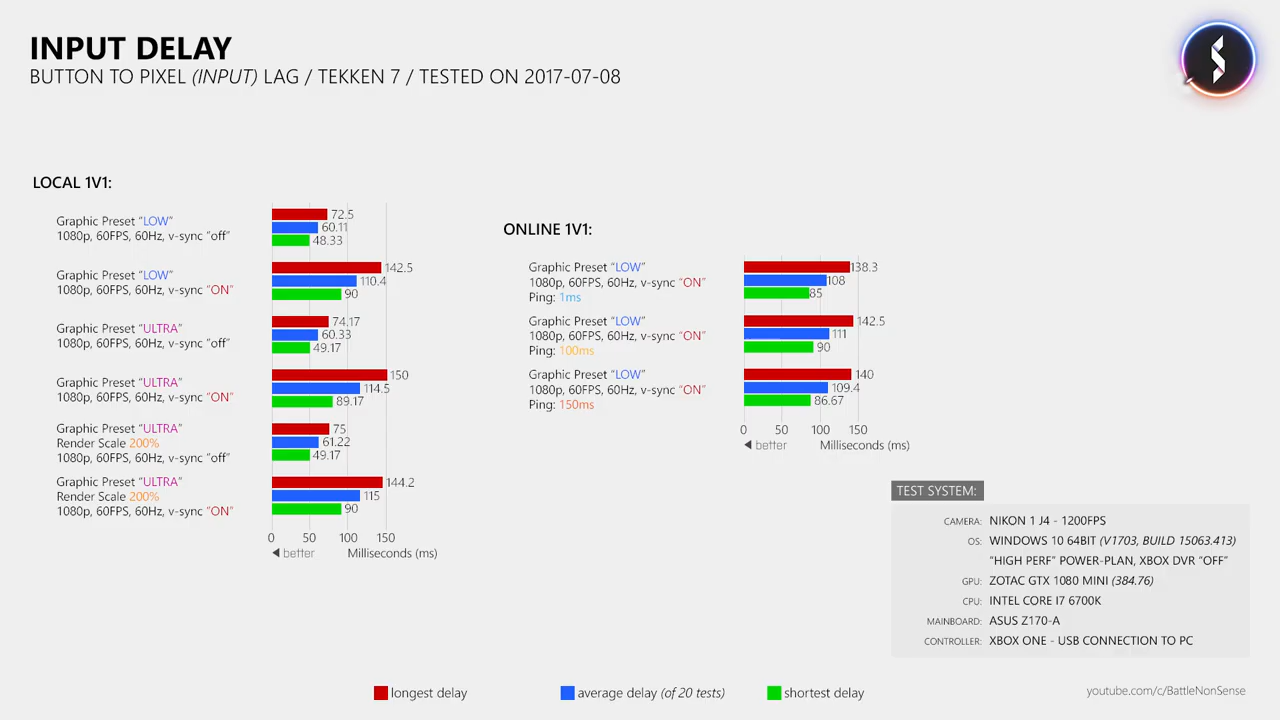 INPUT DELAY
BUTTON TO PIXEL (INPUT) LAG / TEKKEN 7 / TESTED ON 2017-07-08
LOCAL 1V1:
Graphic Preset “LOW”
1080p, 60FPS, 60Hz, v-sync “off”
72.5
60.11
48.33
Graphic Preset “LOW”
1080p, 60FPS, 60Hz, v-sync “ON”
142.5
110.4
90
Graphic Preset “ULTRA”
1080p, 60FPS, 60Hz, v-sync “off”
74.17
60.33
49.17
Graphic Preset “ULTRA”
1080p, 60FPS, 60Hz, v-sync “ON”
150
114.5
89.17
Graphic Preset “ULTRA”
Render Scale 200%
1080p, 60FPS, 60Hz, v-sync “off”
75
61.22
49.17
Graphic Preset “ULTRA”
Render Scale 200%
1080p, 60FPS, 60Hz, v-sync “ON”
144.2
115
90
0 50 100 150
better Milliseconds (ms)
ONLINE 1V1:
Graphic Preset “LOW”
1080p, 60FPS, 60Hz, v-sync “ON”
Ping: 1ms
138.3
108
85
Graphic Preset “LOW”
1080p, 60FPS, 60Hz, v-sync “ON”
Ping: 100ms
142.5
111
90
Graphic Preset “LOW”
1080p, 60FPS, 60Hz, v-sync “ON”
Ping: 150ms
140
109.4
86.67
0 50 100 150
better Milliseconds (ms)
TEST SYSTEM:
CAMERA: NIKON 1 J4 - 1200FPS
OS: WINDOWS 10 64BIT (V1703, BUILD 15063.413)
“HIGH PERF” POWER-PLAN, XBOX DVR “OFF”
GPU: ZOTAC GTX 1080 MINI (384.76)
CPU: INTEL CORE I7 6700K
MAINBOARD: ASUS Z170-A
CONTROLLER: XBOX ONE - USB CONNECTION TO PC
longest delay average delay (of 20 tests) shortest delay
youtube.com/c/BattleNonSense